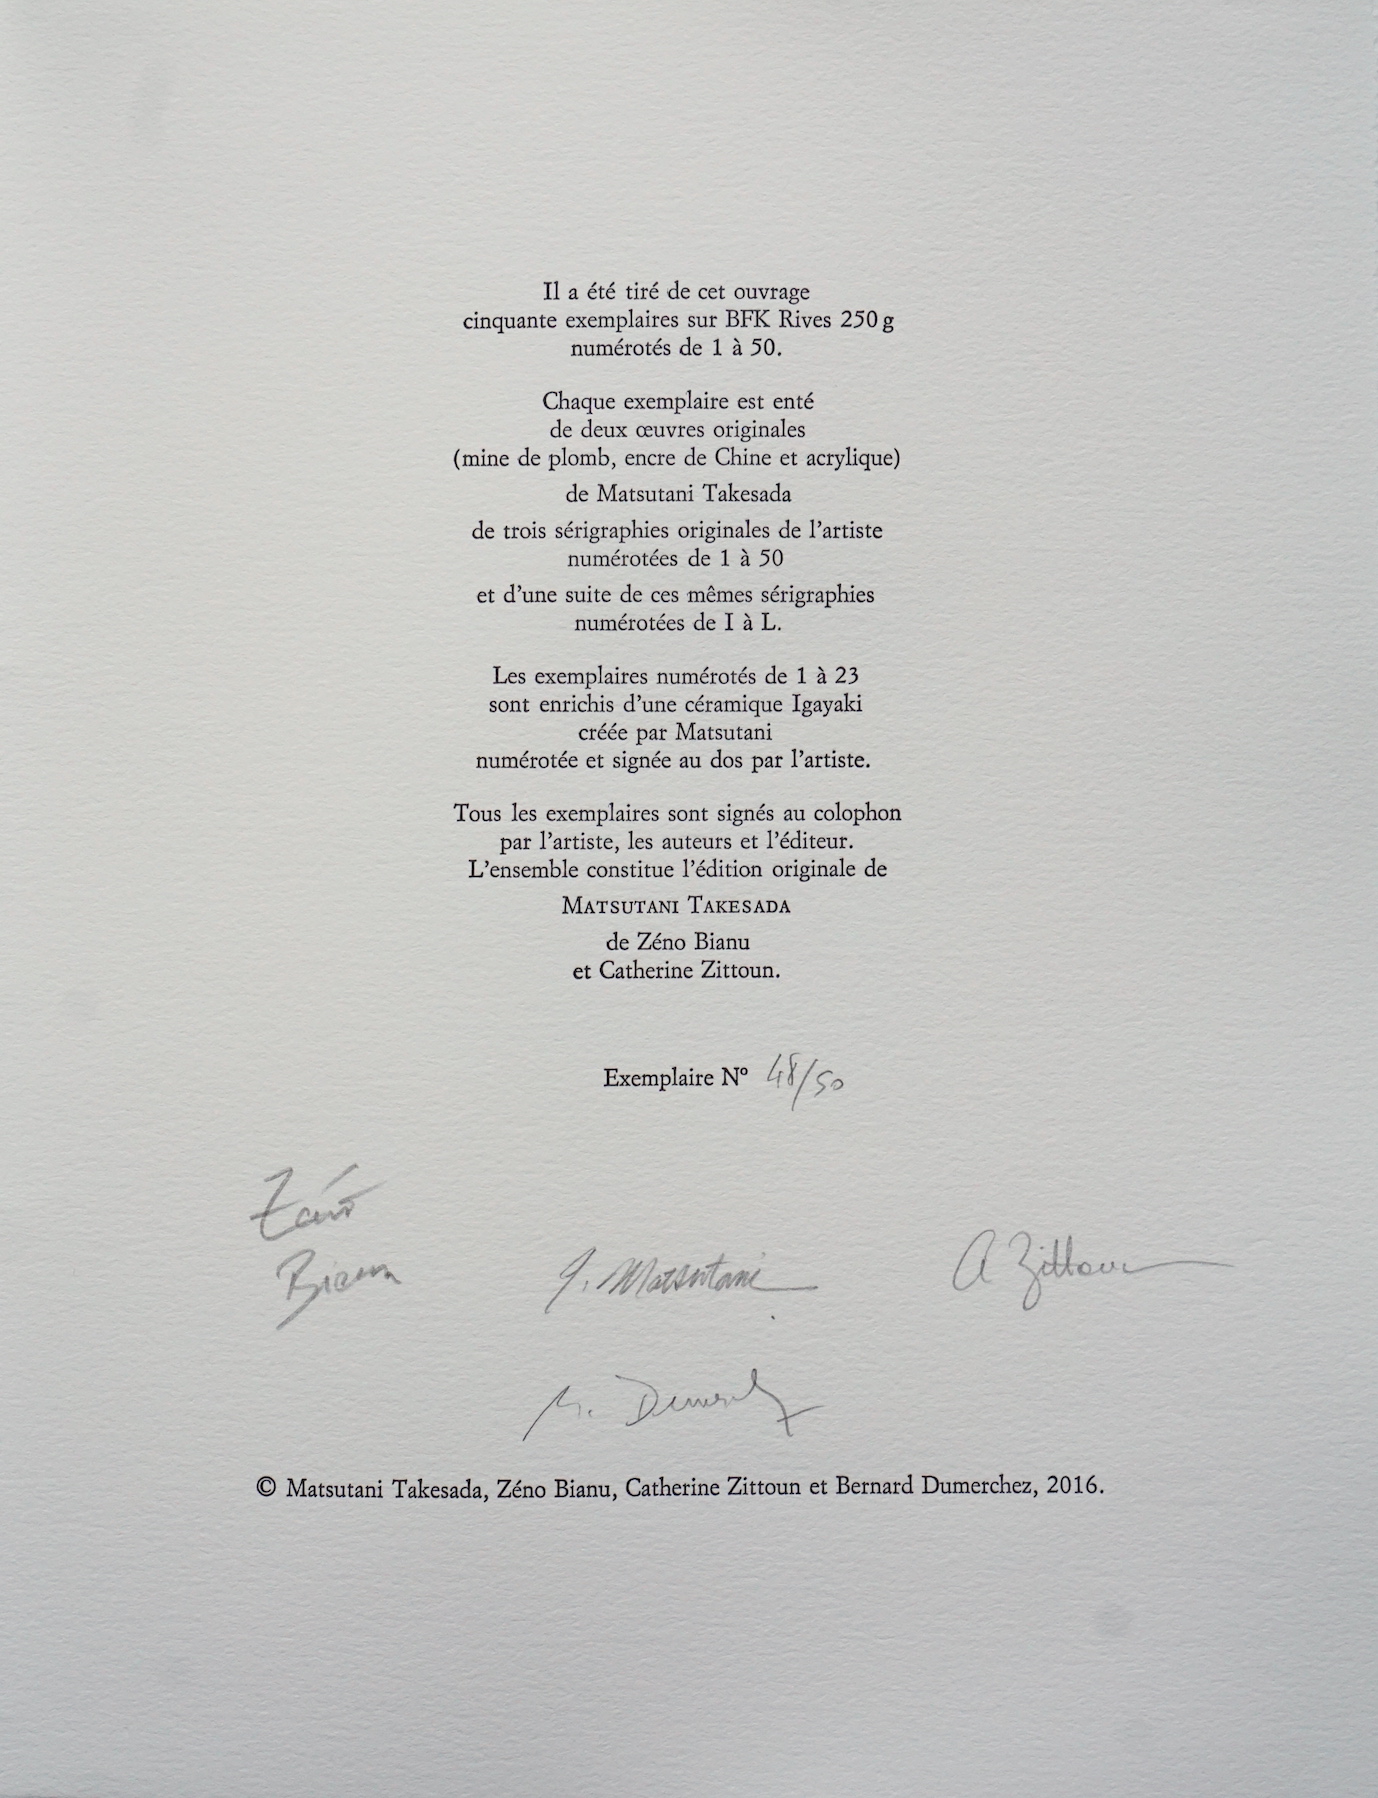 Il a été tiré de cet ouvrage
cinquante exemplaires sur BFK Rives 250 g
numérotés de 1 à 50.
Chaque exemplaire est enté
de deux œuvres originales
(mine de plomb, encre de Chine et acrylique)
de Matsutani Takesada
de trois sérigraphies originales de l'artiste
numérotées de 1 à 50
et d'une suite de ces mêmes sérigraphies
numérotées de I à L.
Les exemplaires numérotés de 1 à 23
sont enrichis d'une céramique Igayaki
créée par Matsutani
numérotée et signée au dos par l'artiste.
Tous les exemplaires sont signés au colophon
par l'artiste, les auteurs et l'éditeur.
L'ensemble constitue l'édition originale de
MATSUTANI TAKESADA
de Zéno Bianu
et Catherine Zittoun.
Exemplaire N° 48/50
Zéno
Bianu
Matsutani
Zittoun
Dumerchez
© Matsutani Takesada, Zéno Bianu, Catherine Zittoun et Bernard Dumerchez, 2016.